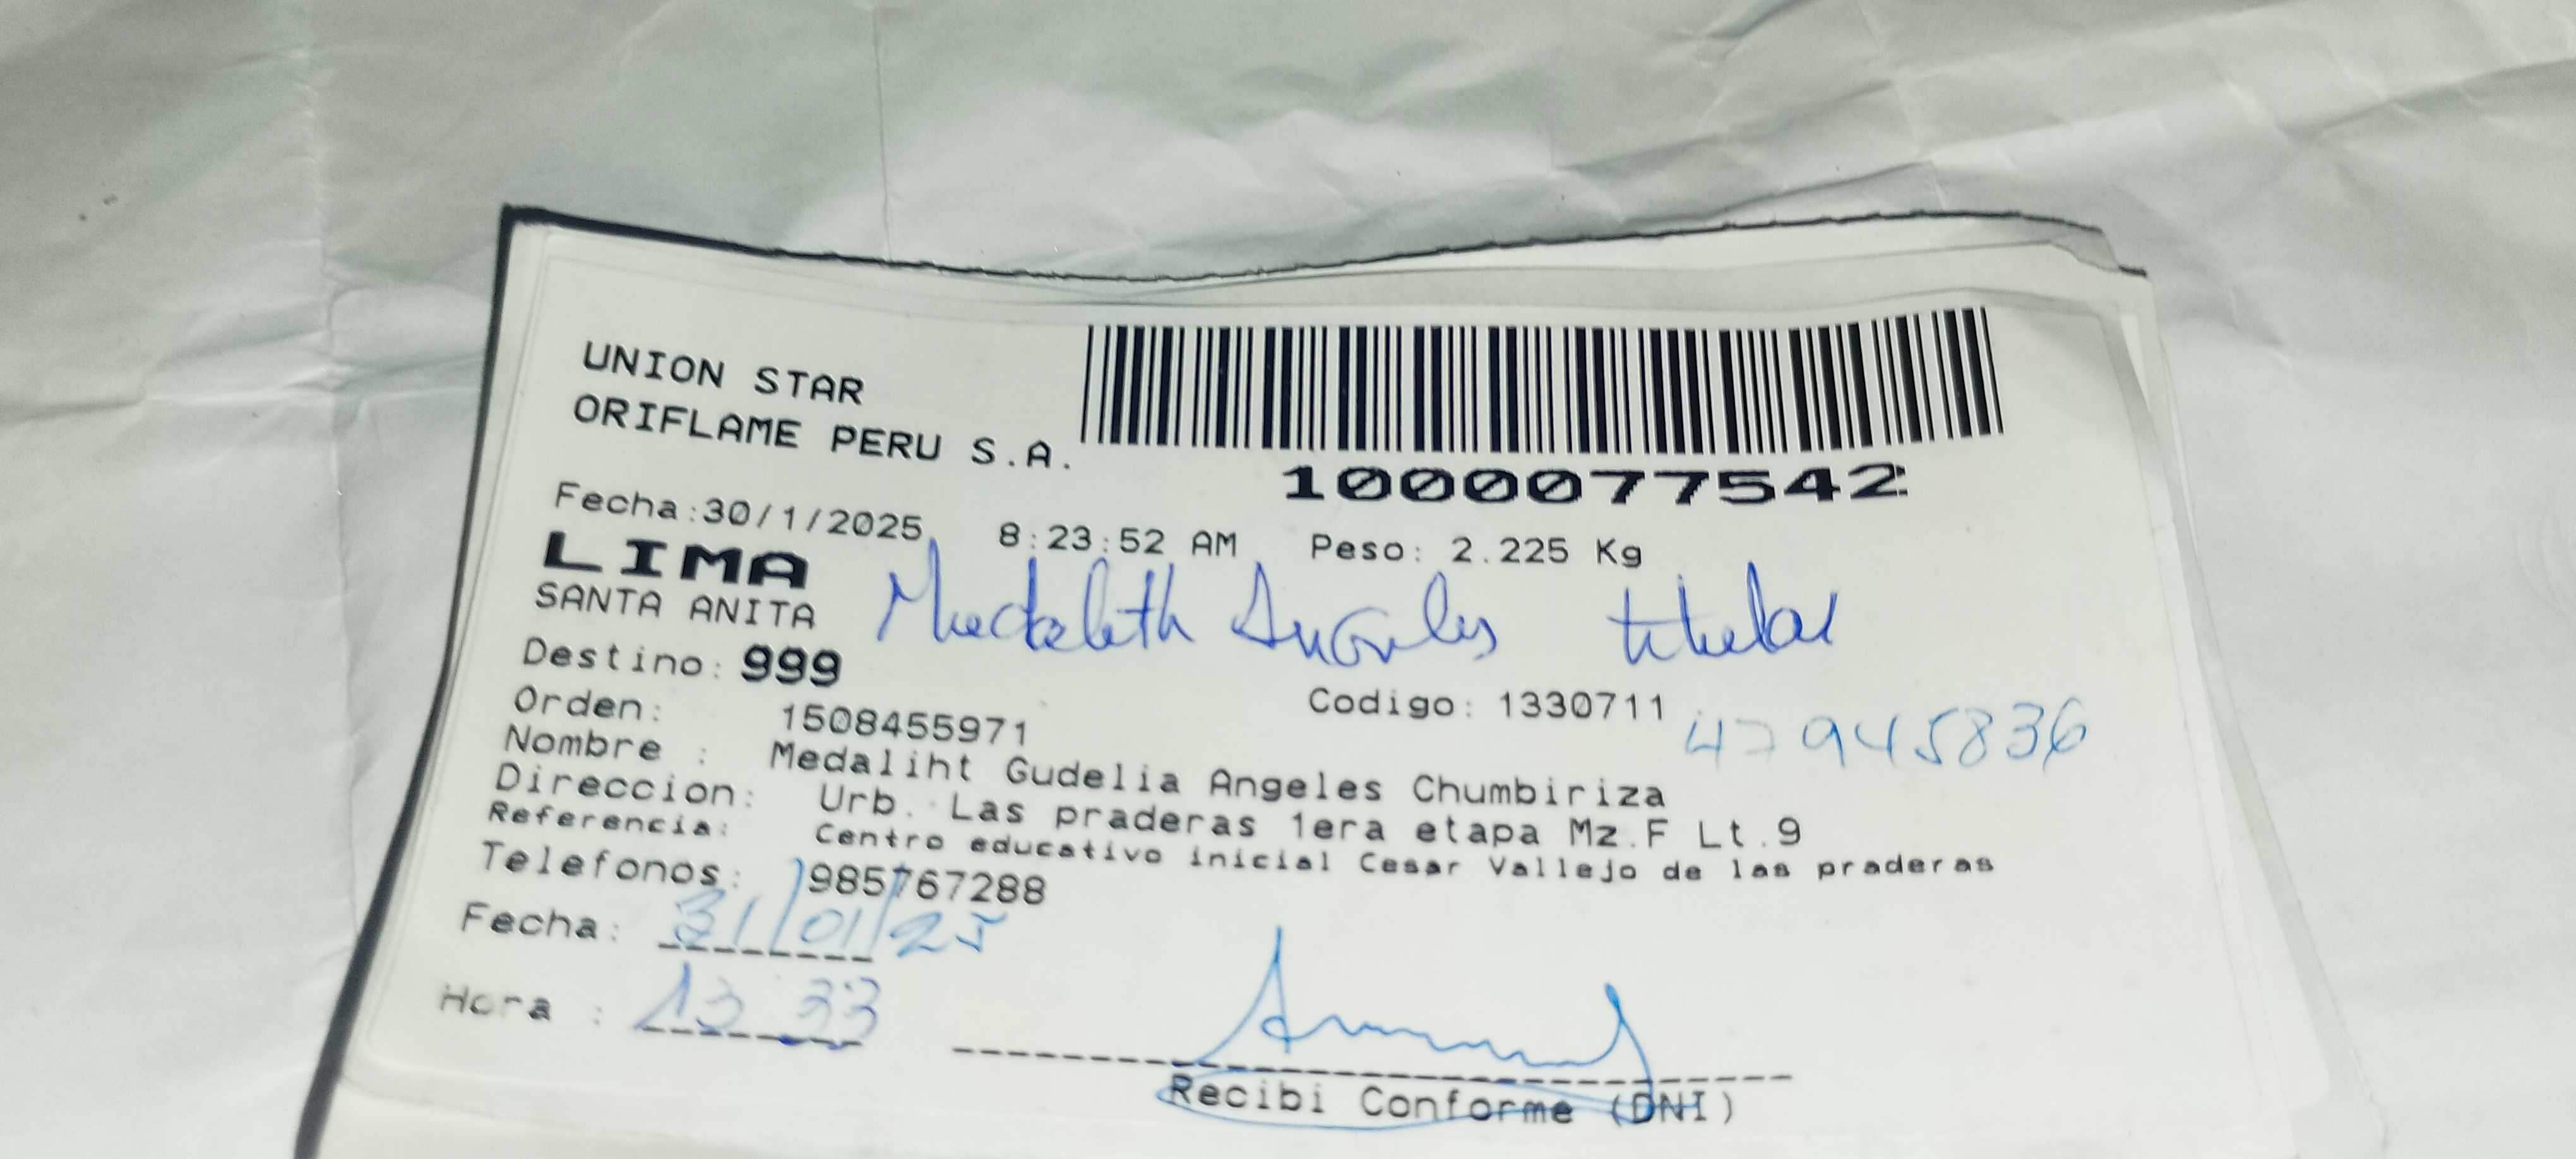 UNION STAR
ORIFLAME PERU S.A.
1000077542
Fecha:30/1/2025 8:23:52 AM Peso: 2.225 Kg
LIMA
SANTA ANITA
Medalith Angeles titular
Destino: 999
Orden: 1508455971 Codigo: 1330711
47945836
Nombre : Medaliht Gudelia Angeles Chumbiriza
Direccion: Urb. Las praderas 1era etapa Mz.F Lt.9
Referencia: Centro educativo inicial Cesar Vallejo de las praderas
Telefonos: 985767288
Fecha: 31/01/25
Hora : 13 33
Recibi Conforme (DNI)